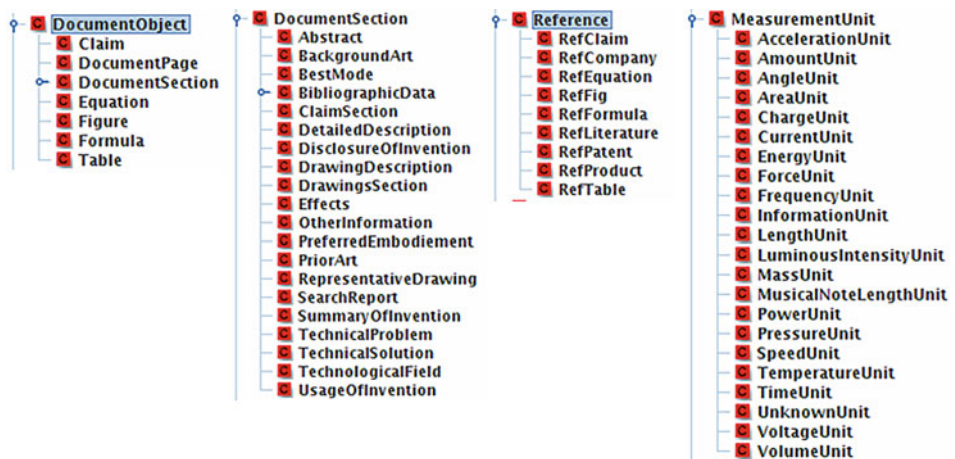 DocumentObject
Claim
DocumentPage
DocumentSection
Equation
Figure
Formula
Table
DocumentSection
Abstract
BackgroundArt
BestMode
BibliographicData
ClaimSection
DetailedDescription
DisclosureOfInvention
DrawingDescription
DrawingsSection
Effects
OtherInformation
PreferredEmbodiement
PriorArt
RepresentativeDrawing
SearchReport
SummaryOfInvention
TechnicalProblem
TechnicalSolution
TechnologicalField
UsageOfInvention
Reference
RefClaim
RefCompany
RefEquation
RefFig
RefFormula
RefLiterature
RefPatent
RefProduct
RefTable
MeasurementUnit
AccelerationUnit
AmountUnit
AngleUnit
AreaUnit
ChargeUnit
CurrentUnit
EnergyUnit
ForceUnit
FrequencyUnit
InformationUnit
LengthUnit
LuminousIntensityUnit
MassUnit
MusicalNoteLengthUnit
PowerUnit
PressureUnit
SpeedUnit
TemperatureUnit
TimeUnit
UnknownUnit
VoltageUnit
VolumeUnit